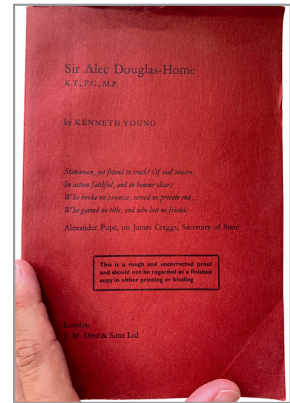 Sir Alec Douglas-Home
K.T., P.C., M.P.
by KENNETH YOUNG
Statesman, yet friend to truth! Of soul sincere,
In action faithful, and in honour clear;
Who broke no promise, served no private end,
Who gained no title, and who lost no friend.
Alexander Pope, on James Craggs, Secretary of State
This is a rough and uncorrected proof
and should not be regarded as a finished
copy in either printing or binding
London
J. M. Dent & Sons Ltd